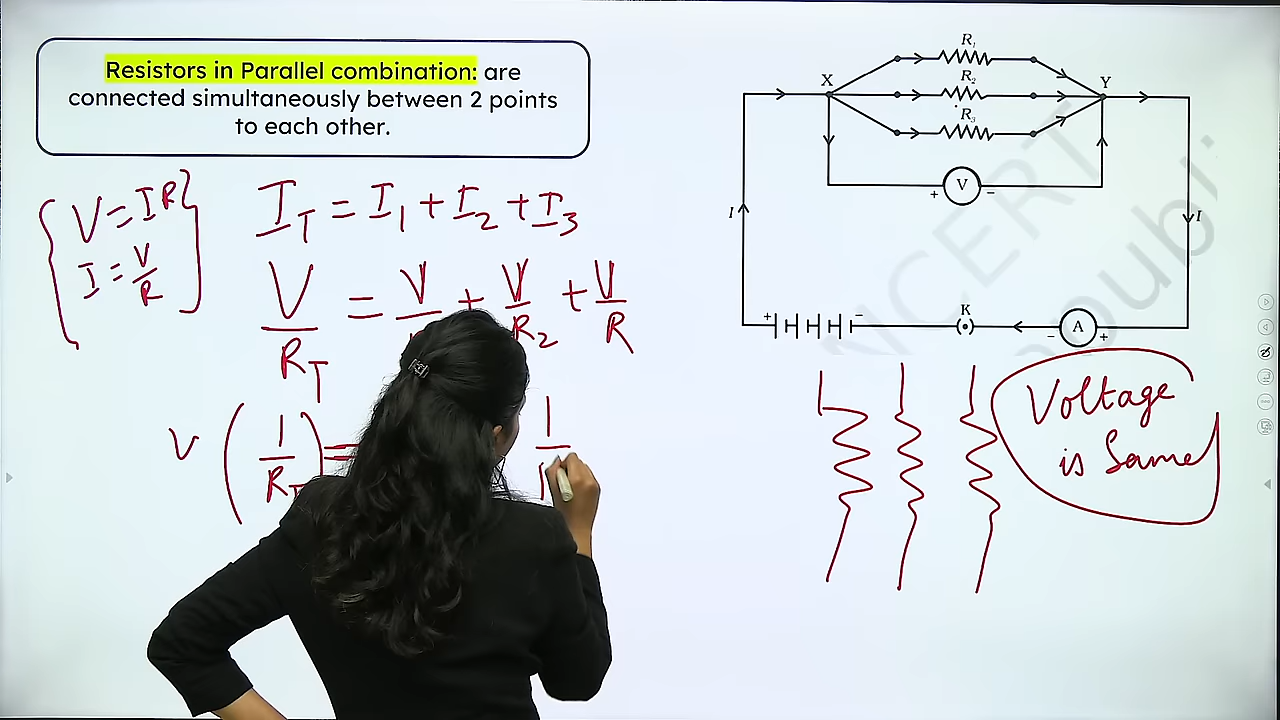 Resistors in Parallel combination: are
connected simultaneously between 2 points
to each other.
V = IR
I = V/R
I_T = I_1 + I_2 + I_3
V/R_T = V/ + V/R_2 + V/R
V (1/R_T) = 1/
R_1
R_2
R_3
X
Y
+ V −
I
I
+ −
K
− A +
NCERT
Voltage
is Same